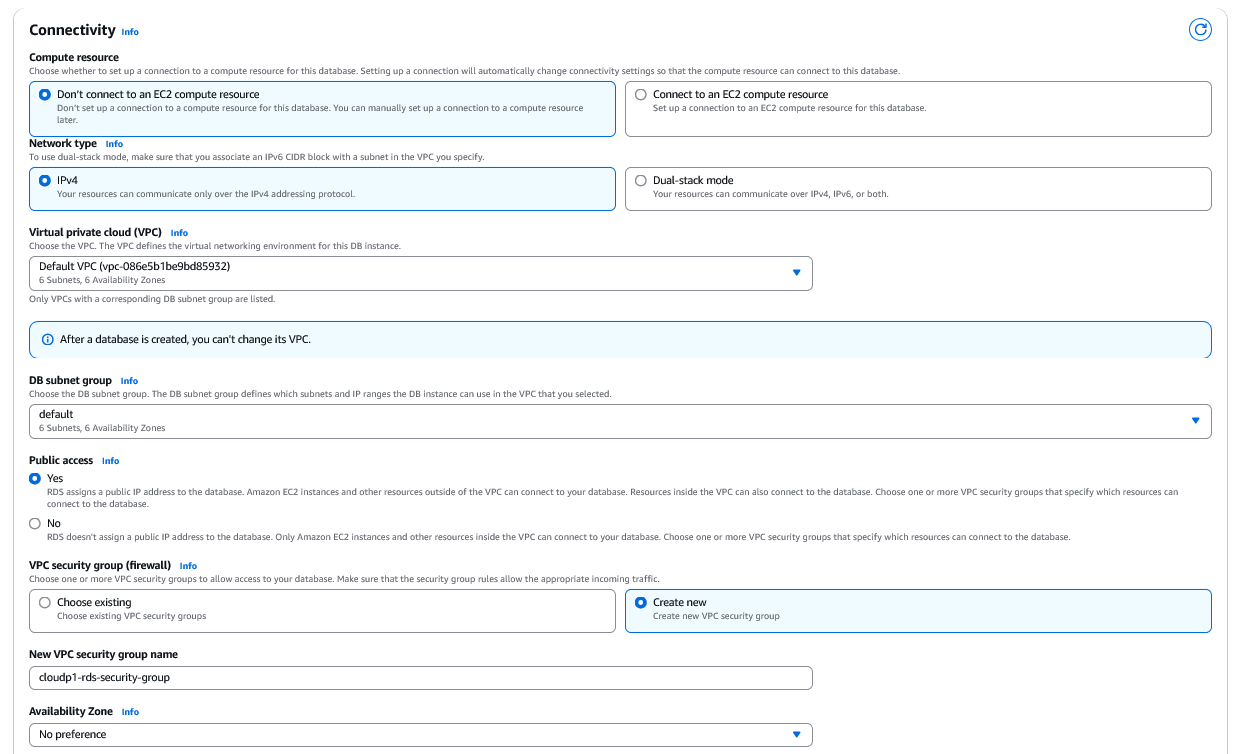 Connectivity Info
Compute resource
Choose whether to set up a connection to a compute resource for this database. Setting up a connection will automatically change connectivity settings so that the compute resource can connect to this database.
Don't connect to an EC2 compute resource
Don't set up a connection to a compute resource for this database. You can manually set up a connection to a compute resource
later.
Connect to an EC2 compute resource
Set up a connection to an EC2 compute resource for this database.
Network type Info
To use dual-stack mode, make sure that you associate an IPv6 CIDR block with a subnet in the VPC you specify.
IPv4
Your resources can communicate only over the IPv4 addressing protocol.
Dual-stack mode
Your resources can communicate over IPv4, IPv6, or both.
Virtual private cloud (VPC) Info
Choose the VPC. The VPC defines the virtual networking environment for this DB instance.
Default VPC (vpc-086e5b1be9bd85932)
6 Subnets, 6 Availability Zones
Only VPCs with a corresponding DB subnet group are listed.
After a database is created, you can't change its VPC.
DB subnet group Info
Choose the DB subnet group. The DB subnet group defines which subnets and IP ranges the DB instance can use in the VPC that you selected.
default
6 Subnets, 6 Availability Zones
Public access Info
Yes
RDS assigns a public IP address to the database. Amazon EC2 instances and other resources outside of the VPC can connect to your database. Resources inside the VPC can also connect to the database. Choose one or more VPC security groups that specify which resources can
connect to the database.
No
RDS doesn't assign a public IP address to the database. Only Amazon EC2 instances and other resources inside the VPC can connect to your database. Choose one or more VPC security groups that specify which resources can connect to the database.
VPC security group (firewall) Info
Choose one or more VPC security groups to allow access to your database. Make sure that the security group rules allow the appropriate incoming traffic.
Choose existing
Choose existing VPC security groups
Create new
Create new VPC security group
New VPC security group name
cloudp1-rds-security-group
Availability Zone Info
No preference